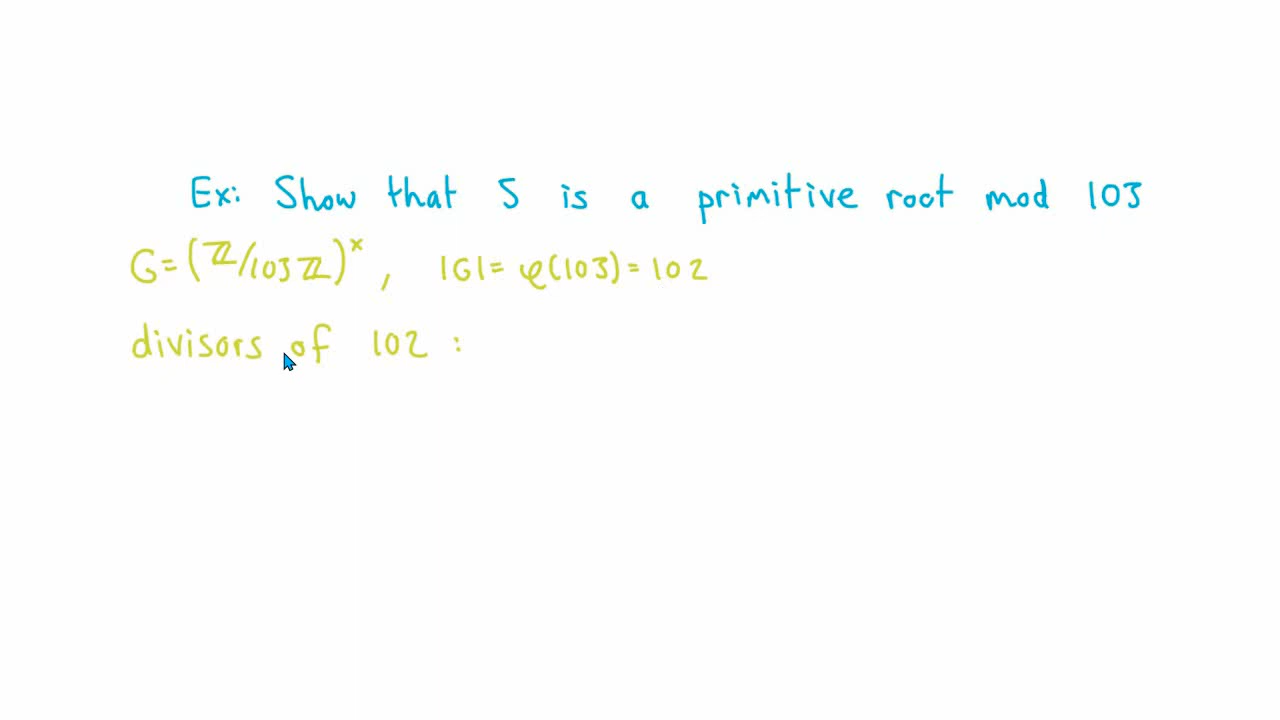 Ex: Show that 5 is a primitive root mod 103
G = (ℤ/103ℤ)^×, |G| = φ(103) = 102
divisors of 102 :